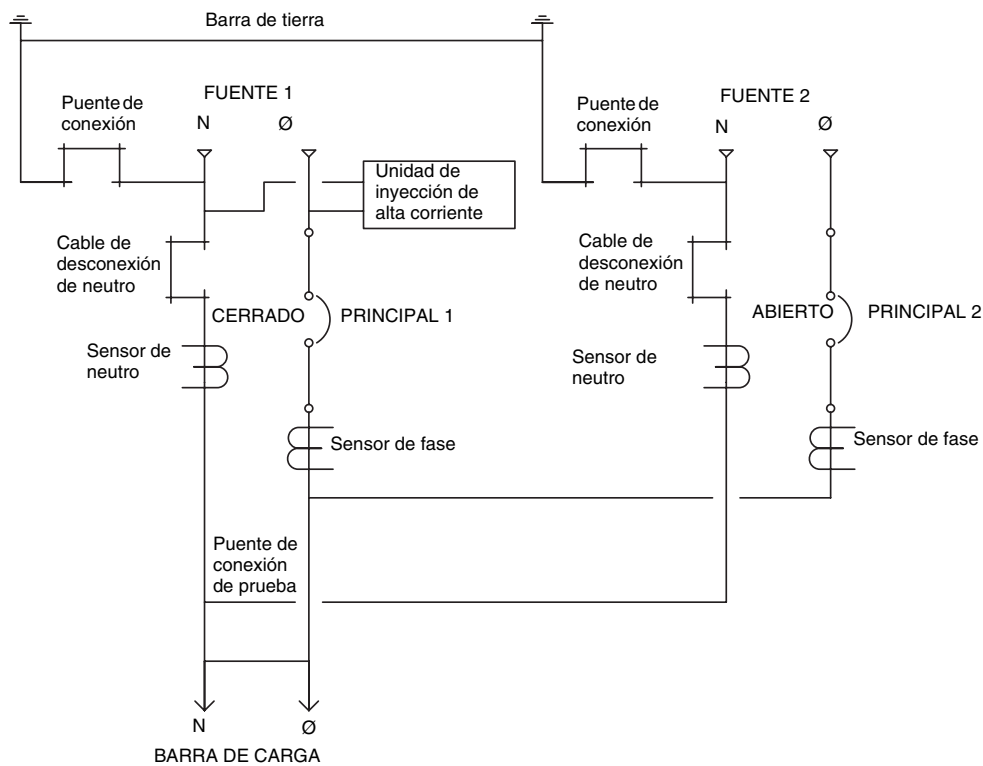 Barra de tierra
FUENTE 1
FUENTE 2
Puente de
conexión
N
Ø
Puente de
conexión
N
Ø
Unidad de
inyección de
alta corriente
Cable de
desconexión
de neutro
Cable de
desconexión
de neutro
CERRADO
PRINCIPAL 1
ABIERTO
PRINCIPAL 2
Sensor de
neutro
Sensor de
neutro
Sensor de fase
Sensor de fase
Puente de
conexión
de prueba
N
Ø
BARRA DE CARGA